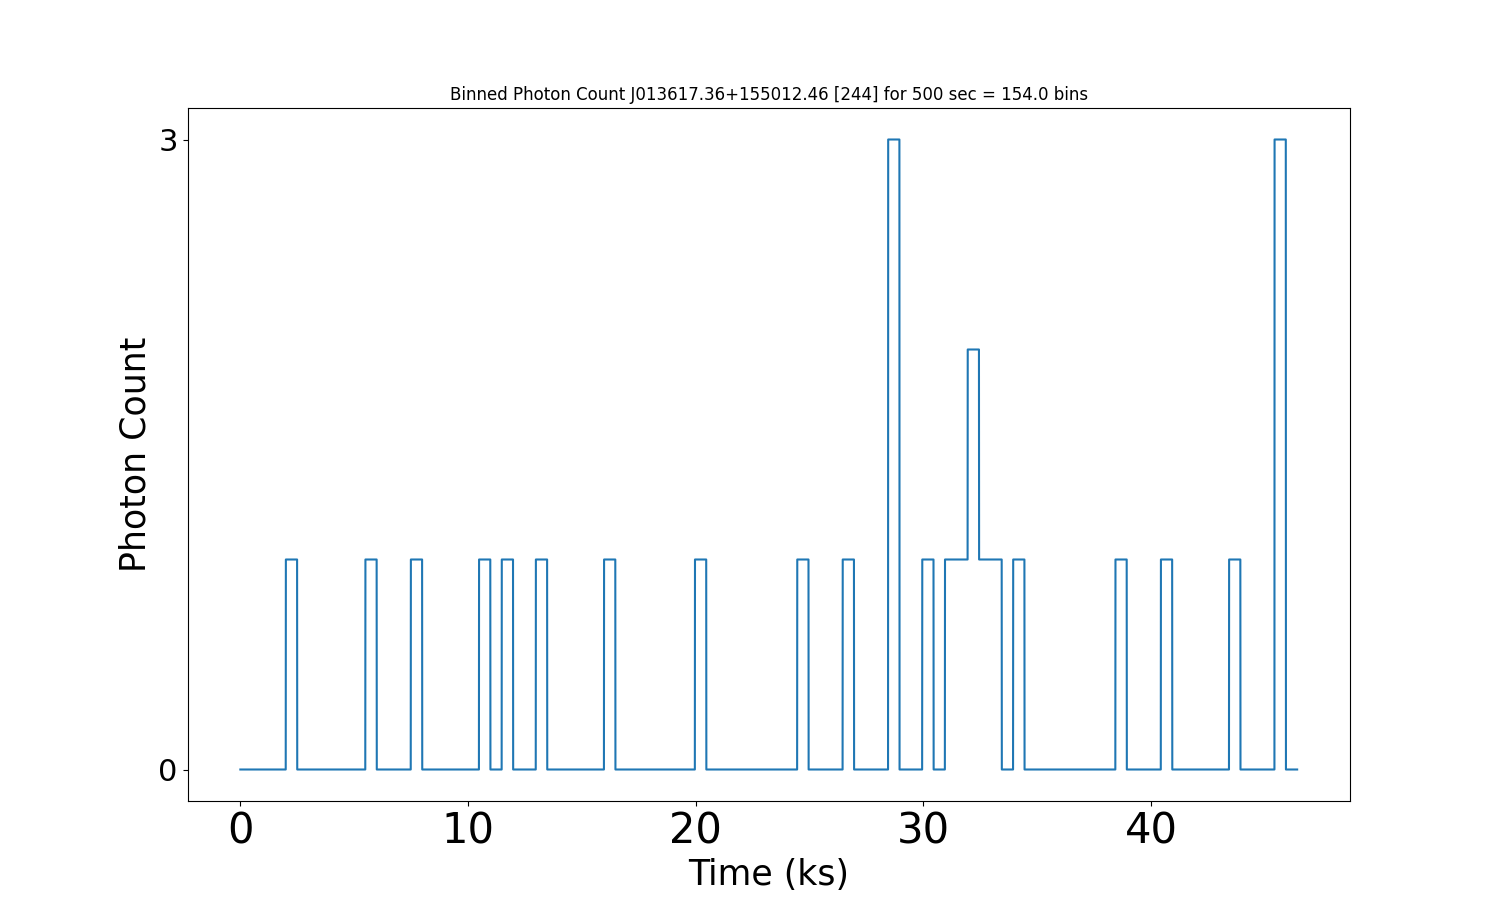 Binned Photon Count J013617.36+155012.46 [244] for 500 sec = 154.0 bins
3
0
Photon Count
0 10 20 30 40
Time (ks)